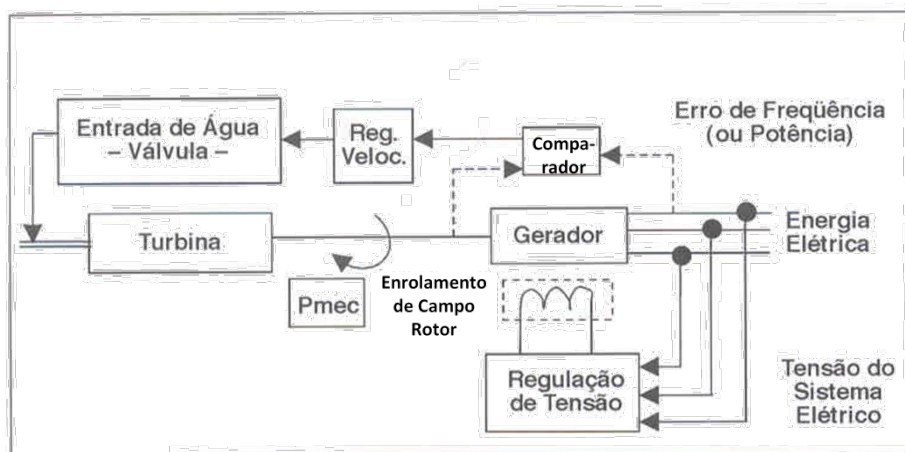 Entrada de Água
– Válvula –
Reg.
Veloc.
Compa-
rador
Erro de Freqüência
(ou Potência)
Turbina
Gerador
Energia
Elétrica
Pmec
Enrolamento
de Campo
Rotor
Regulação
de Tensão
Tensão do
Sistema
Elétrico